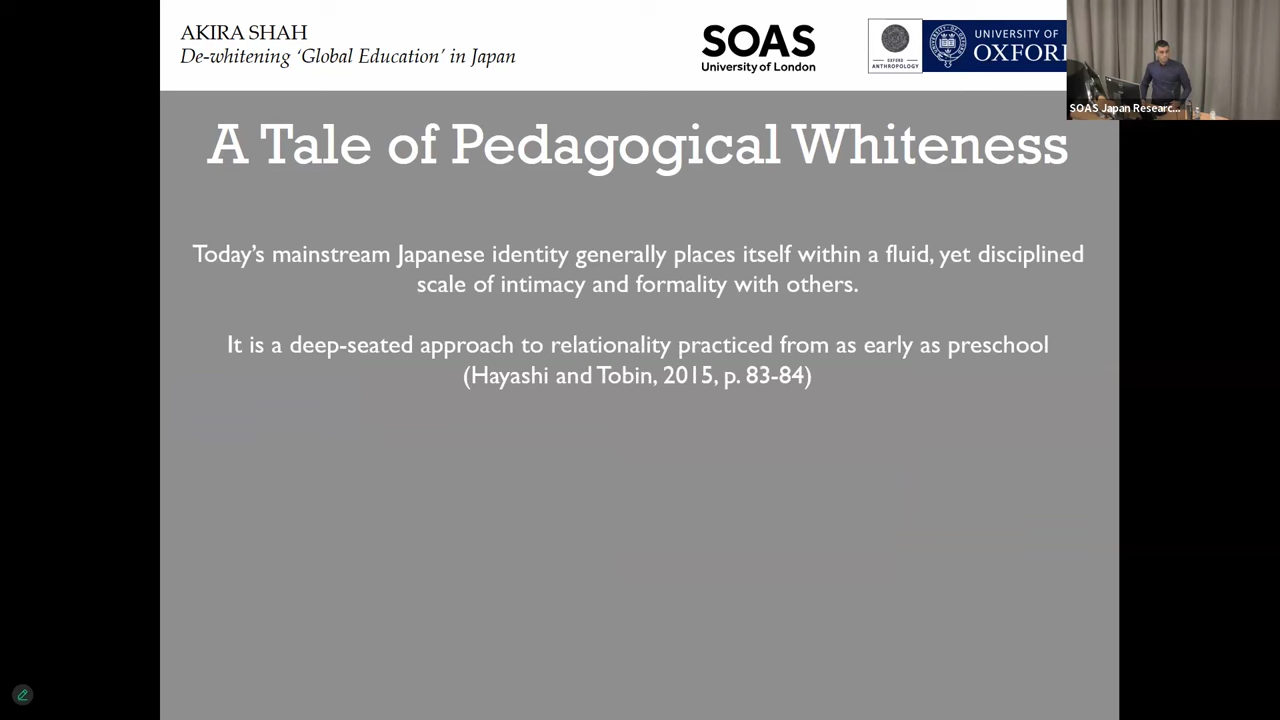 AKIRA SHAH
De-whitening ‘Global Education’ in Japan
SOAS
University of London
OXFORD
ANTHROPOLOGY
UNIVERSITY OF
OXFORD
SOAS Japan Researc...
A Tale of Pedagogical Whiteness
Today’s mainstream Japanese identity generally places itself within a fluid, yet disciplined
scale of intimacy and formality with others.
It is a deep-seated approach to relationality practiced from as early as preschool
(Hayashi and Tobin, 2015, p. 83-84)